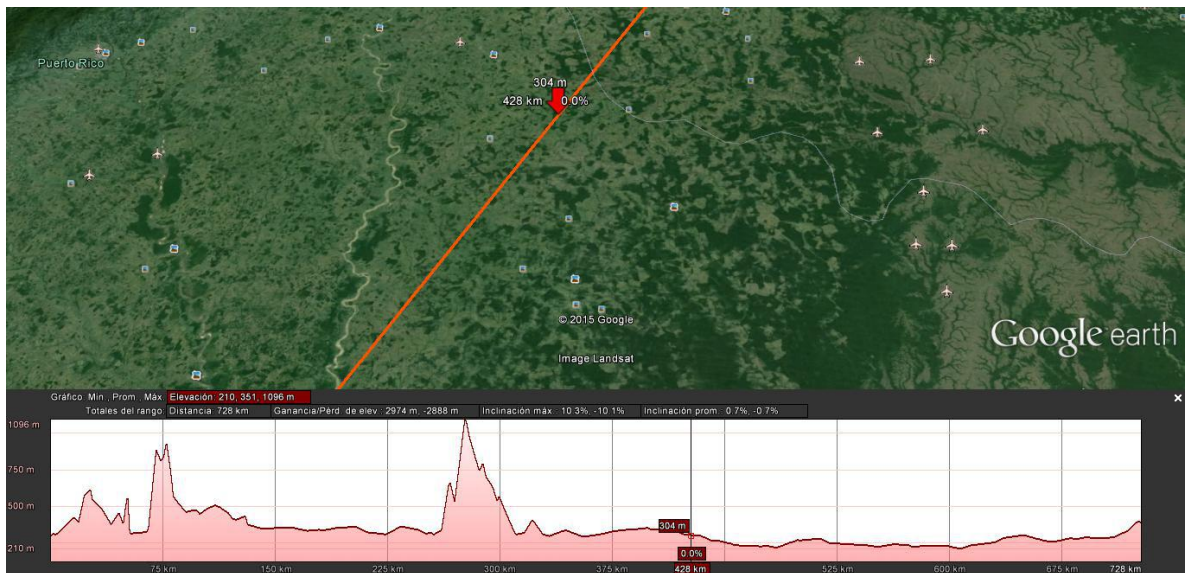 Puerto Rico
304 m
428 km 0.0%
© 2015 Google
Image Landsat
Google earth
Gráfico: Min., Prom., Máx. Elevación: 210, 351, 1096 m
Totales del rango: Distancia: 728 km Ganancia/Pérd. de elev.: 2974 m, -2888 m Inclinación máx.: 10.3%, -10.1% Inclinación prom.: 0.7%, -0.7%
1096 m
750 m
500 m
304 m
210 m
0.0%
75 km 150 km 225 km 300 km 375 km 428 km 525 km 600 km 675 km 728 km